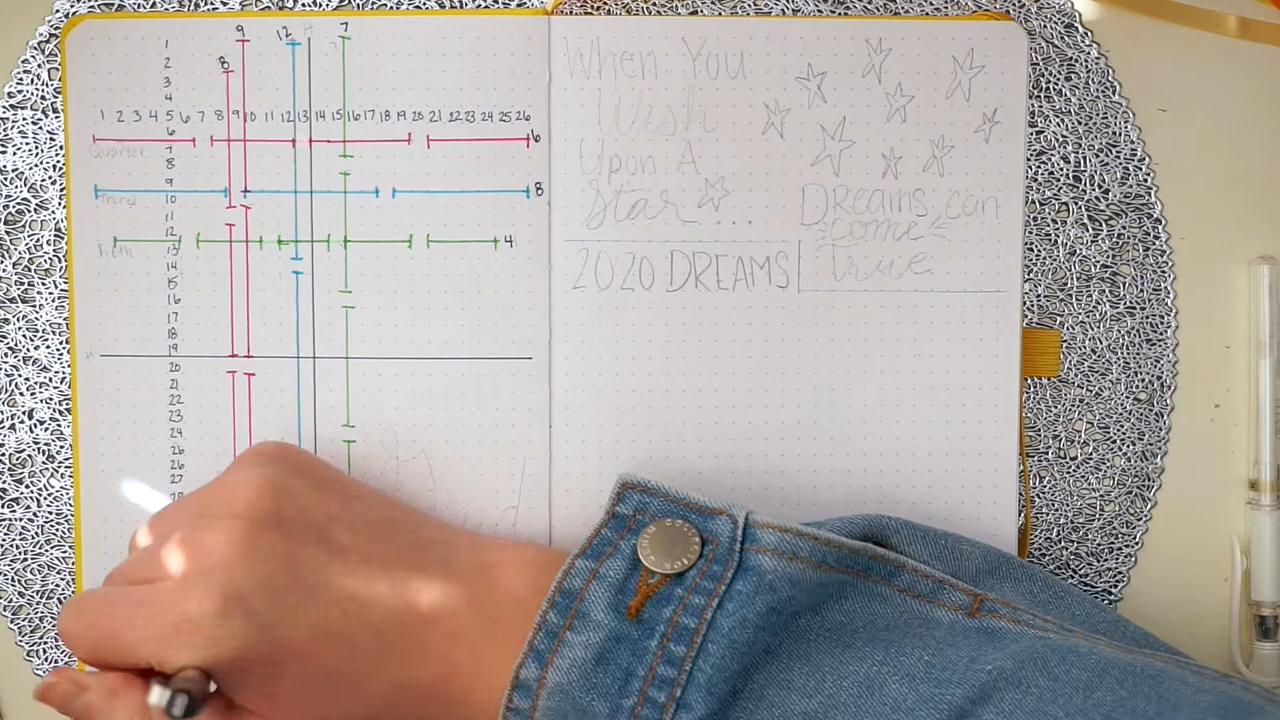 9
12
H
7
1
8
2
3
4
1 2 3 4 5 6 7 8 9 10 11 12 13 14 15 16 17 18 19 20 21 22 23 24 25 26
6
6
Quarter
7
8
9
8
Third
10
11
12
4
13
14
15
16
17
18
19
H
20
21
22
23
24
26
26
27
28
When You
Wish
Upon A
Star...
Dreams can
come
True
2020 DREAMS